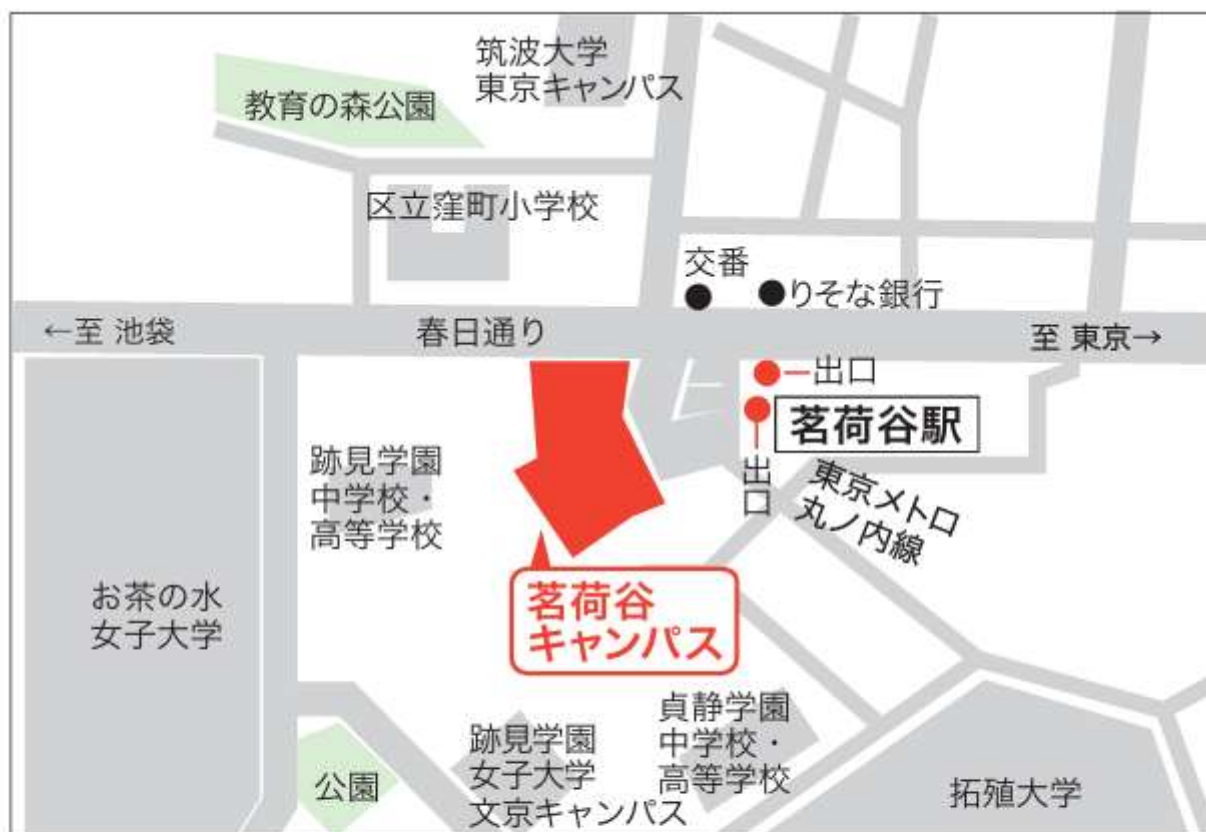 筑波大学
東京キャンパス
教育の森公園
区立窪町小学校
交番
りそな銀行
←至 池袋
春日通り
至 東京→
出口
茗荷谷駅
出口
東京メトロ
丸ノ内線
跡見学園
中学校・
高等学校
お茶の水
女子大学
茗荷谷
キャンパス
貞静学園
中学校・
高等学校
跡見学園
女子大学
文京キャンパス
公園
拓殖大学